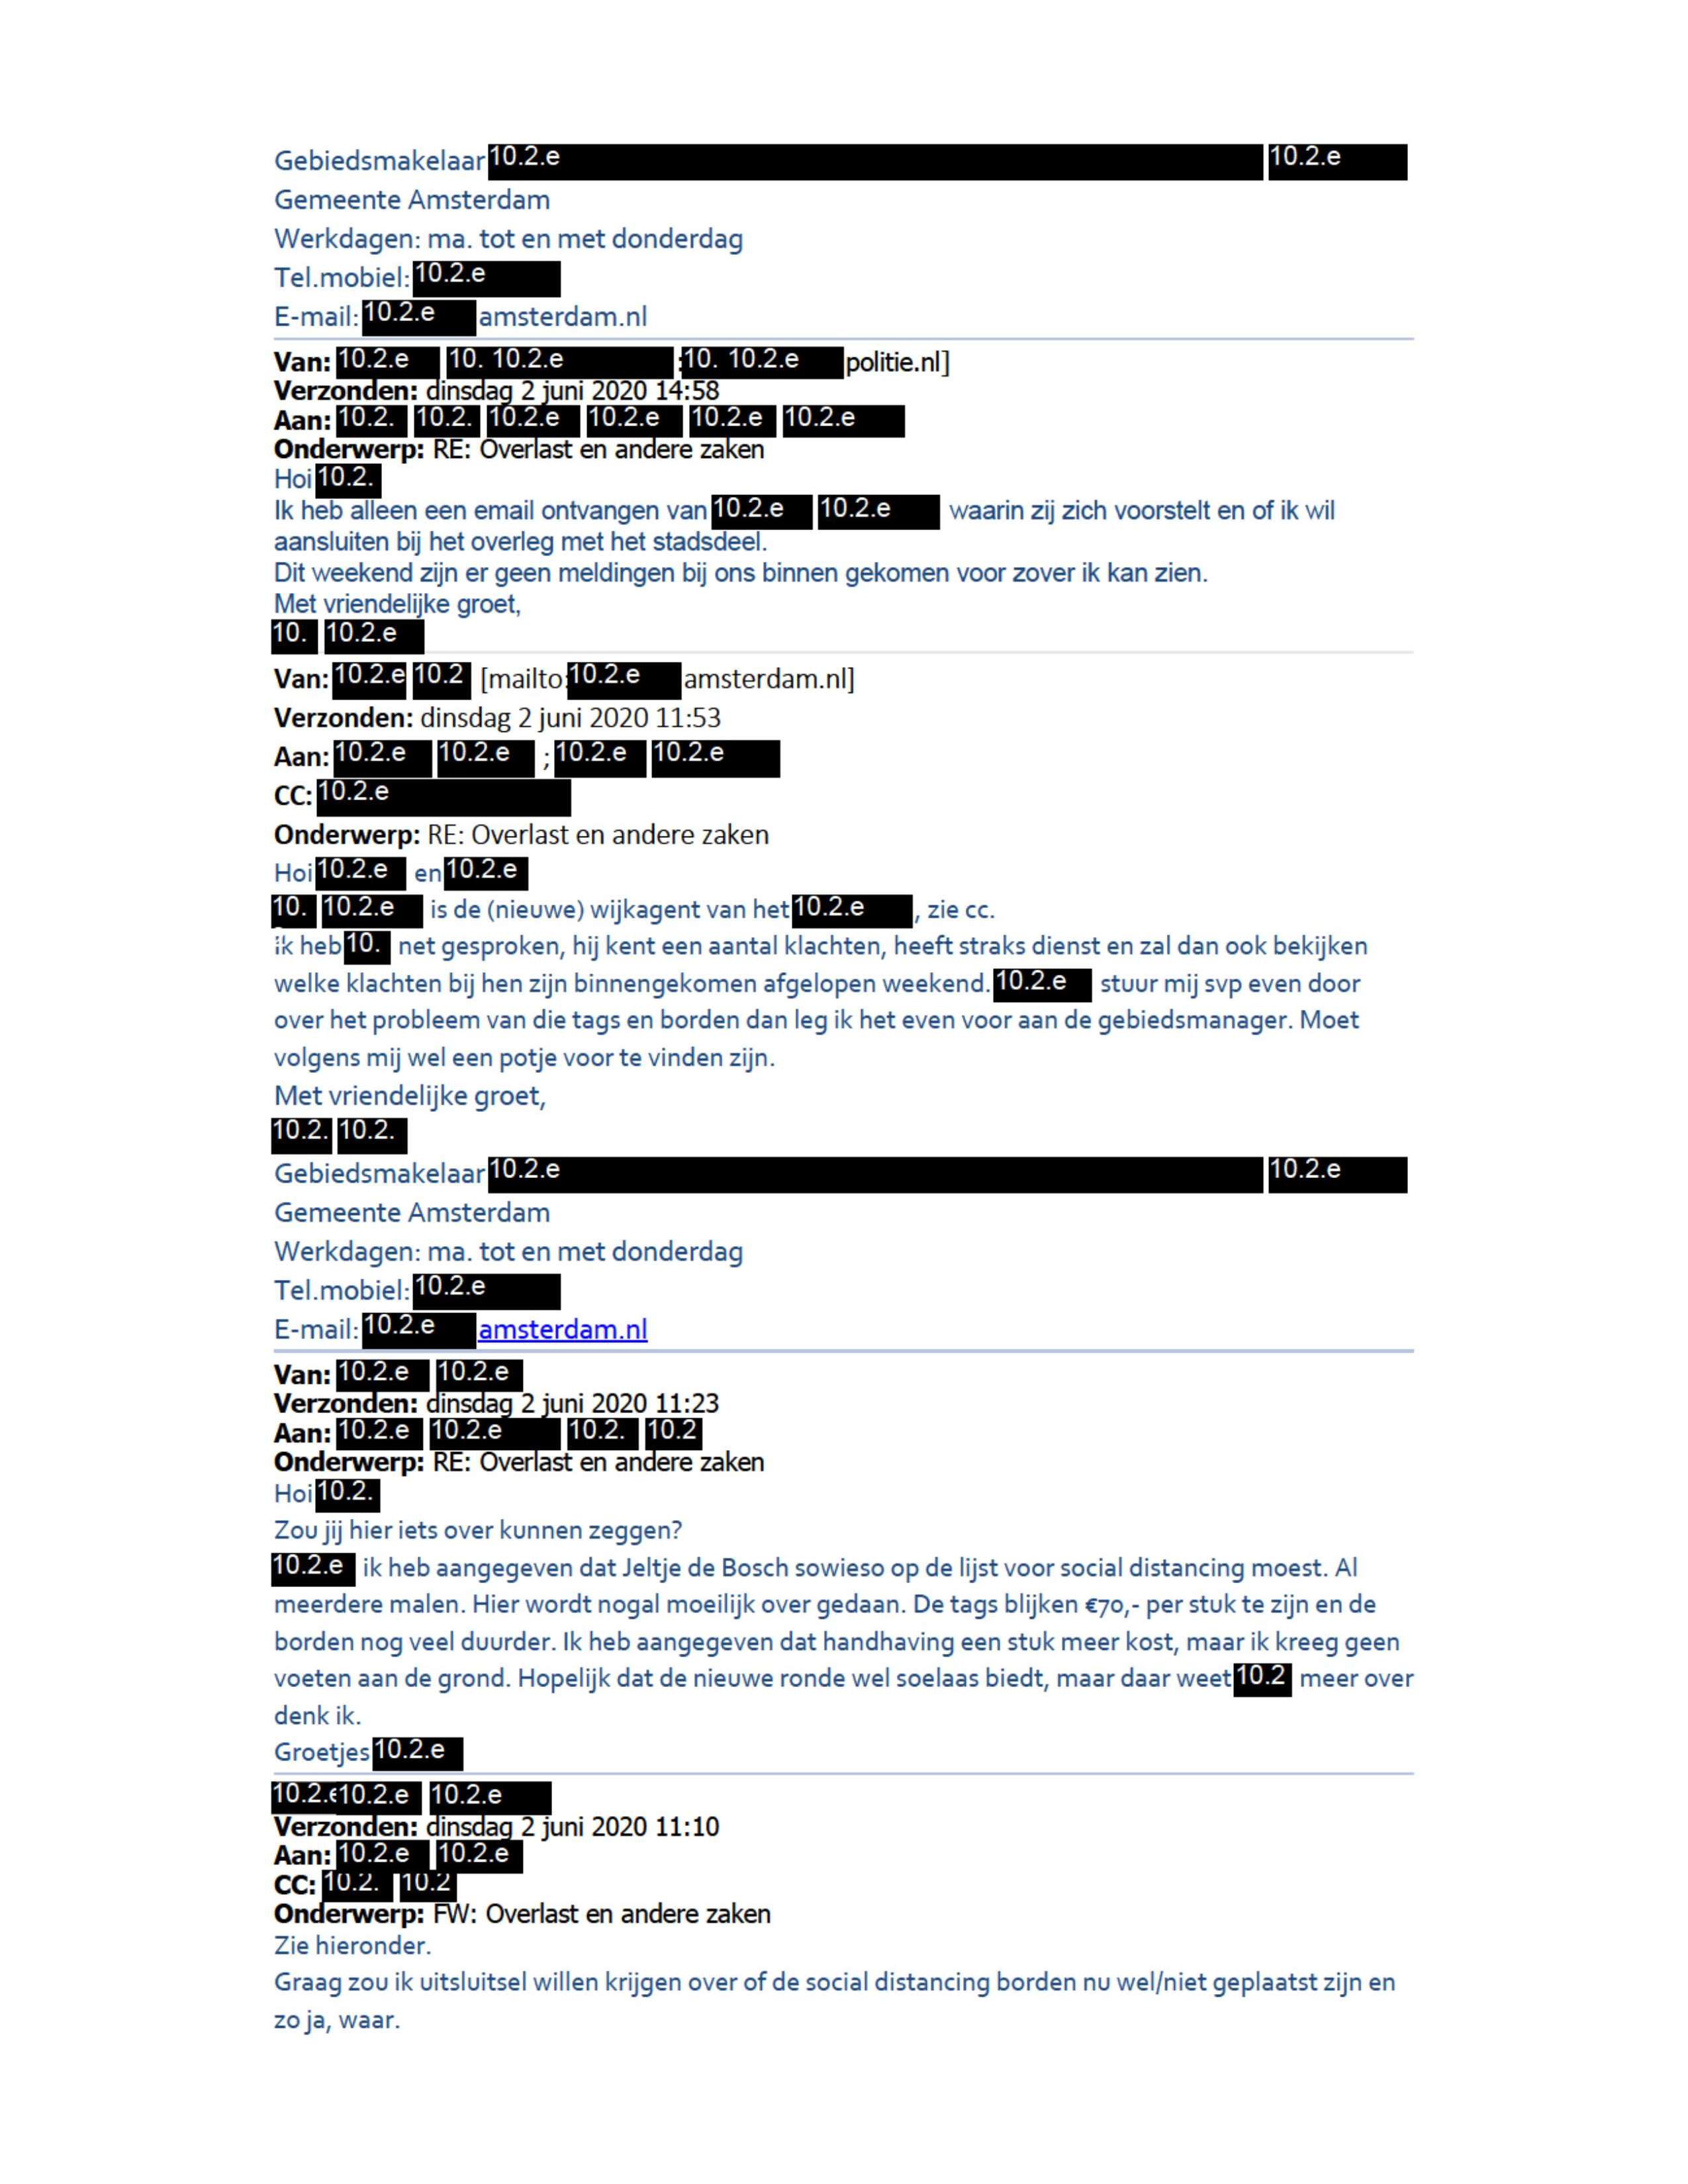 Gebiedsmakelaar 10.2.e 10.2.e
Gemeente Amsterdam
Werkdagen: ma. tot en met donderdag
Tel.mobiel: 10.2.e
E-mail: 10.2.e amsterdam.nl
Van: 10.2.e 10. 10.2.e : 10. 10.2.e politie.nl]
Verzonden: dinsdag 2 juni 2020 14:58
Aan: 10.2. 10.2. 10.2.e 10.2.e 10.2.e 10.2.e
Onderwerp: RE: Overlast en andere zaken
Hoi 10.2.
Ik heb alleen een email ontvangen van 10.2.e 10.2.e waarin zij zich voorstelt en of ik wil
aansluiten bij het overleg met het stadsdeel.
Dit weekend zijn er geen meldingen bij ons binnen gekomen voor zover ik kan zien.
Met vriendelijke groet,
10. 10.2.e
Van: 10.2.e 10.2 [mailto: 10.2.e amsterdam.nl]
Verzonden: dinsdag 2 juni 2020 11:53
Aan: 10.2.e 10.2.e ; 10.2.e 10.2.e
CC: 10.2.e
Onderwerp: RE: Overlast en andere zaken
Hoi 10.2.e en 10.2.e
10. 10.2.e is de (nieuwe) wijkagent van het 10.2.e , zie cc.
ik heb 10. net gesproken, hij kent een aantal klachten, heeft straks dienst en zal dan ook bekijken
welke klachten bij hen zijn binnengekomen afgelopen weekend. 10.2.e stuur mij svp even door
over het probleem van die tags en borden dan leg ik het even voor aan de gebiedsmanager. Moet
volgens mij wel een potje voor te vinden zijn.
Met vriendelijke groet,
10.2. 10.2.
Gebiedsmakelaar 10.2.e 10.2.e
Gemeente Amsterdam
Werkdagen: ma. tot en met donderdag
Tel.mobiel: 10.2.e
E-mail: 10.2.e amsterdam.nl
Van: 10.2.e 10.2.e
Verzonden: dinsdag 2 juni 2020 11:23
Aan: 10.2.e 10.2.e 10.2. 10.2
Onderwerp: RE: Overlast en andere zaken
Hoi 10.2.
Zou jij hier iets over kunnen zeggen?
10.2.e ik heb aangegeven dat Jeltje de Bosch sowieso op de lijst voor social distancing moest. Al
meerdere malen. Hier wordt nogal moeilijk over gedaan. De tags blijken €70,- per stuk te zijn en de
borden nog veel duurder. Ik heb aangegeven dat handhaving een stuk meer kost, maar ik kreeg geen
voeten aan de grond. Hopelijk dat de nieuwe ronde wel soelaas biedt, maar daar weet 10.2 meer over
denk ik.
Groetjes 10.2.e
10.2.e 10.2.e 10.2.e
Verzonden: dinsdag 2 juni 2020 11:10
Aan: 10.2.e 10.2.e
CC: 10.2. 10.2
Onderwerp: FW: Overlast en andere zaken
Zie hieronder.
Graag zou ik uitsluitsel willen krijgen over of de social distancing borden nu wel/niet geplaatst zijn en
zo ja, waar.